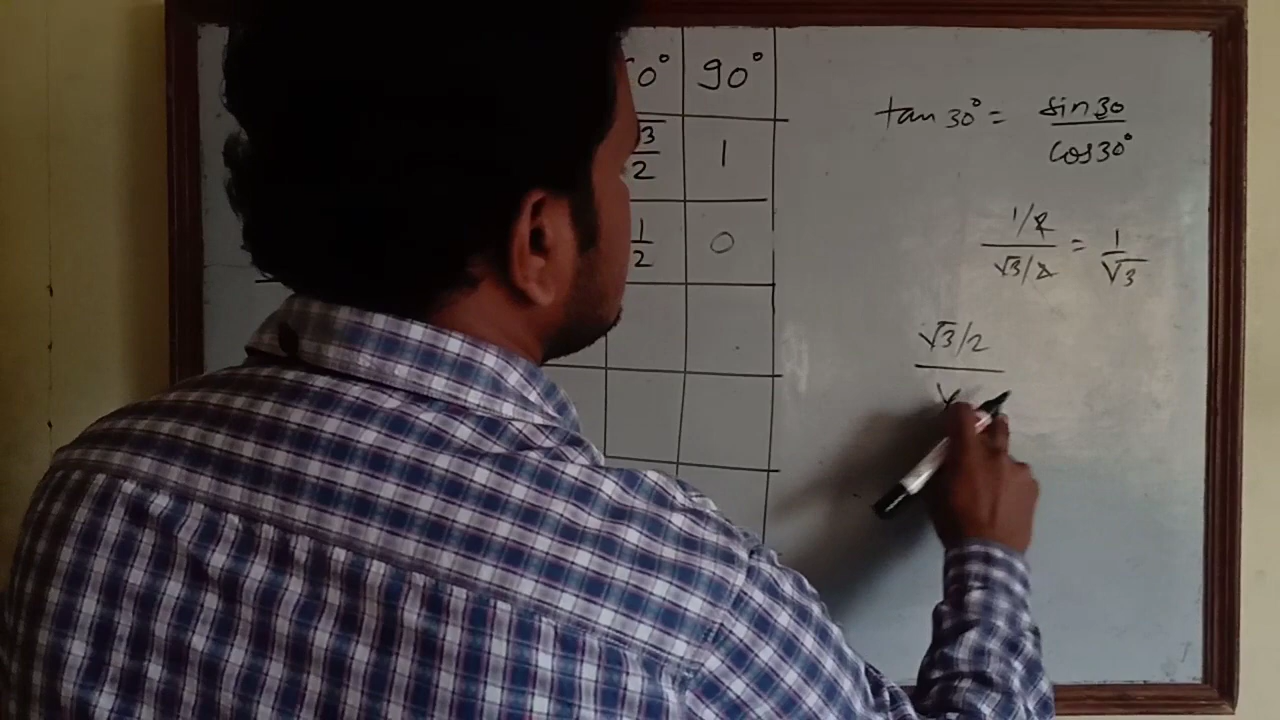 0° 90°
3/2 1
1/2 0
tan 30° = sin 30 / cos 30°
1/2 / √3/2 = 1/√3
√3/2